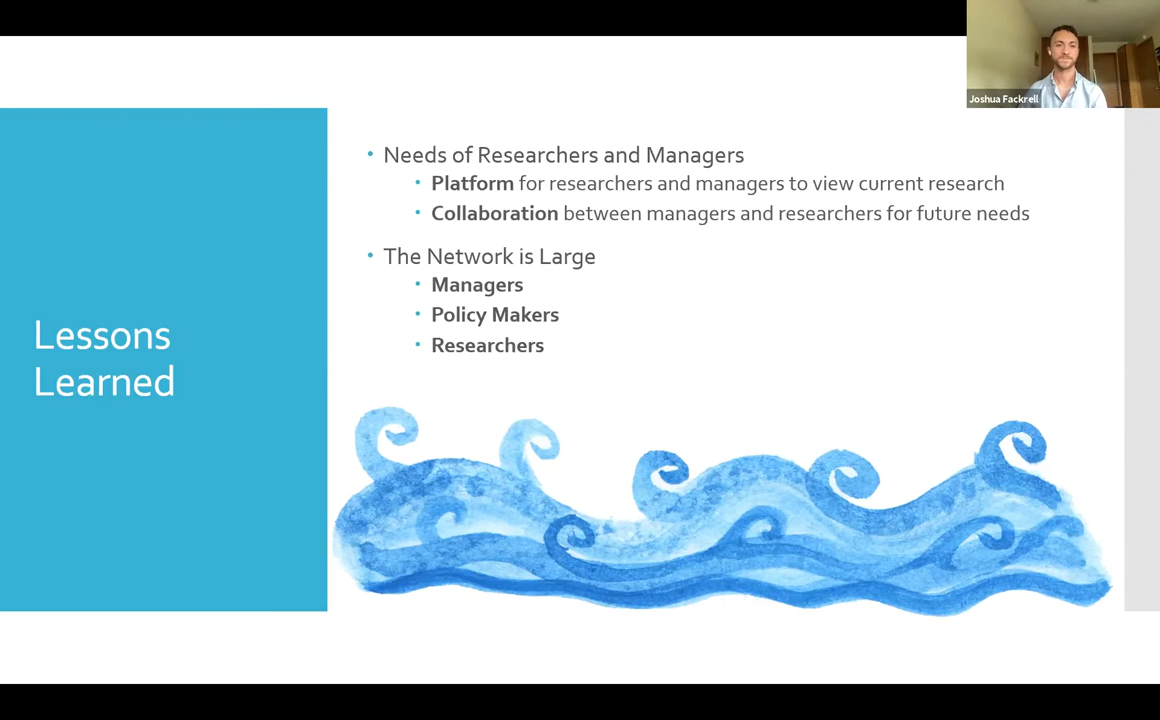 Joshua Fackrell
Lessons
Learned
Needs of Researchers and Managers
Platform for researchers and managers to view current research
Collaboration between managers and researchers for future needs
The Network is Large
Managers
Policy Makers
Researchers